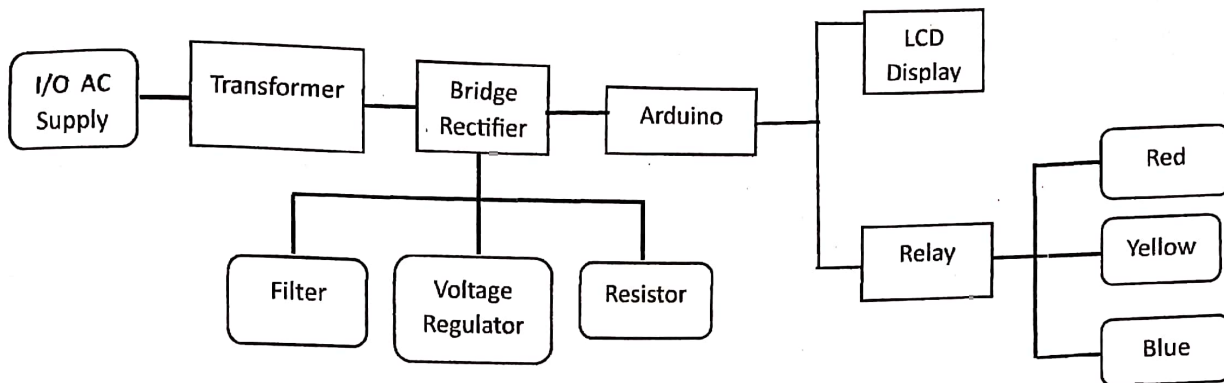 I/O AC
Supply
Transformer
Bridge
Rectifier
Arduino
LCD
Display
Filter
Voltage
Regulator
Resistor
Relay
Red
Yellow
Blue